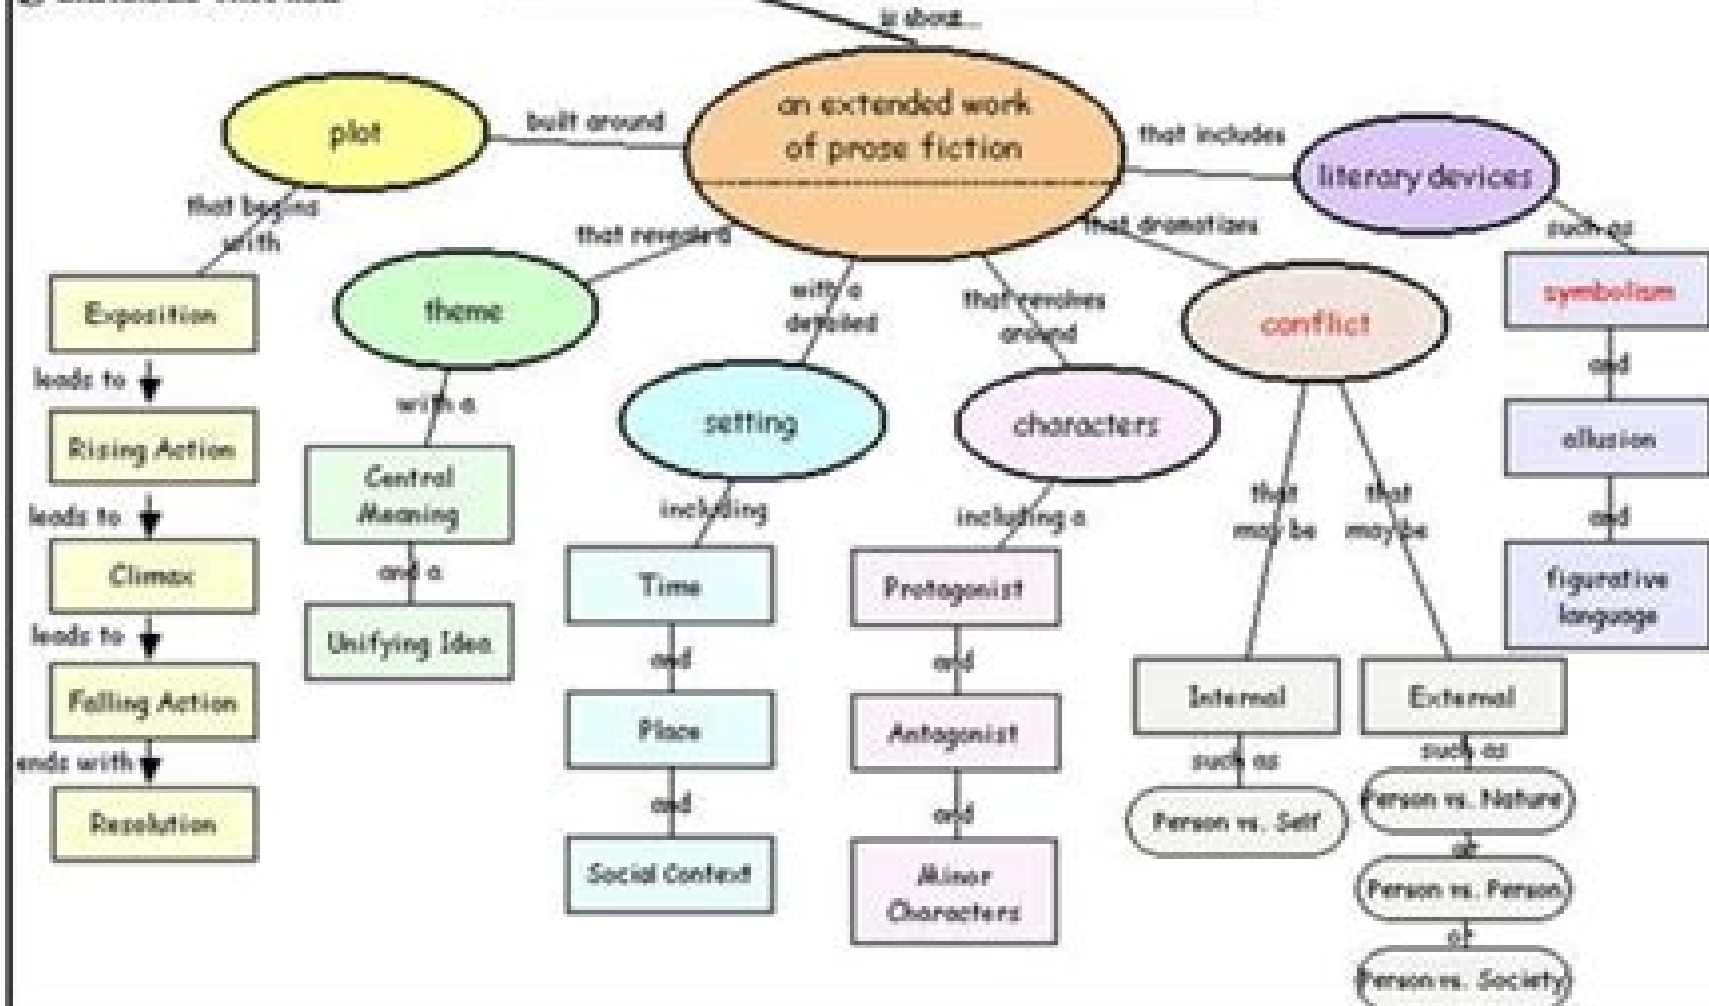 is about...
an extended work
of prose fiction
built around
plot
that begins
with
Exposition
leads to
Rising Action
leads to
Climax
leads to
Falling Action
ends with
Resolution
that revealed
theme
with a
Central
Meaning
and a
Unifying Idea
with a
detailed
setting
including
Time
and
Place
and
Social Context
that revolves
around
characters
including a
Protagonist
and
Antagonist
and
Minor
Characters
that dramatizes
conflict
that
may be
Internal
such as
Person vs. Self
that
may be
External
such as
Person vs. Nature
or
Person vs. Person
or
Person vs. Society
that includes
literary devices
such as
symbolism
and
allusion
and
figurative
language